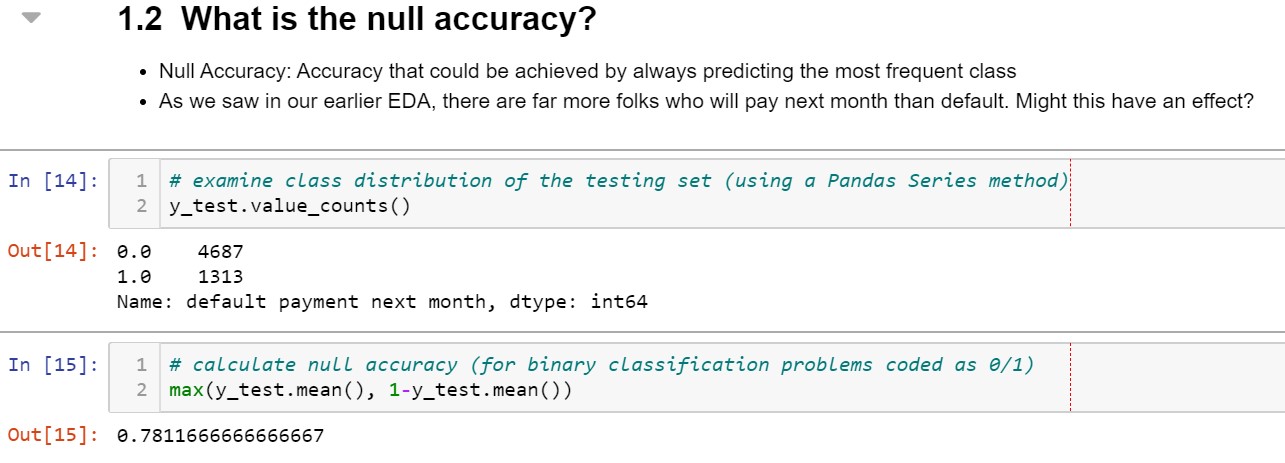 1.2 What is the null accuracy?
• Null Accuracy: Accuracy that could be achieved by always predicting the most frequent class
• As we saw in our earlier EDA, there are far more folks who will pay next month than default. Might this have an effect?
In [14]: 1 # examine class distribution of the testing set (using a Pandas Series method)
2 y_test.value_counts()
Out[14]: 0.0    4687
1.0    1313
Name: default payment next month, dtype: int64
In [15]: 1 # calculate null accuracy (for binary classification problems coded as 0/1)
2 max(y_test.mean(), 1-y_test.mean())
Out[15]: 0.7811666666666667